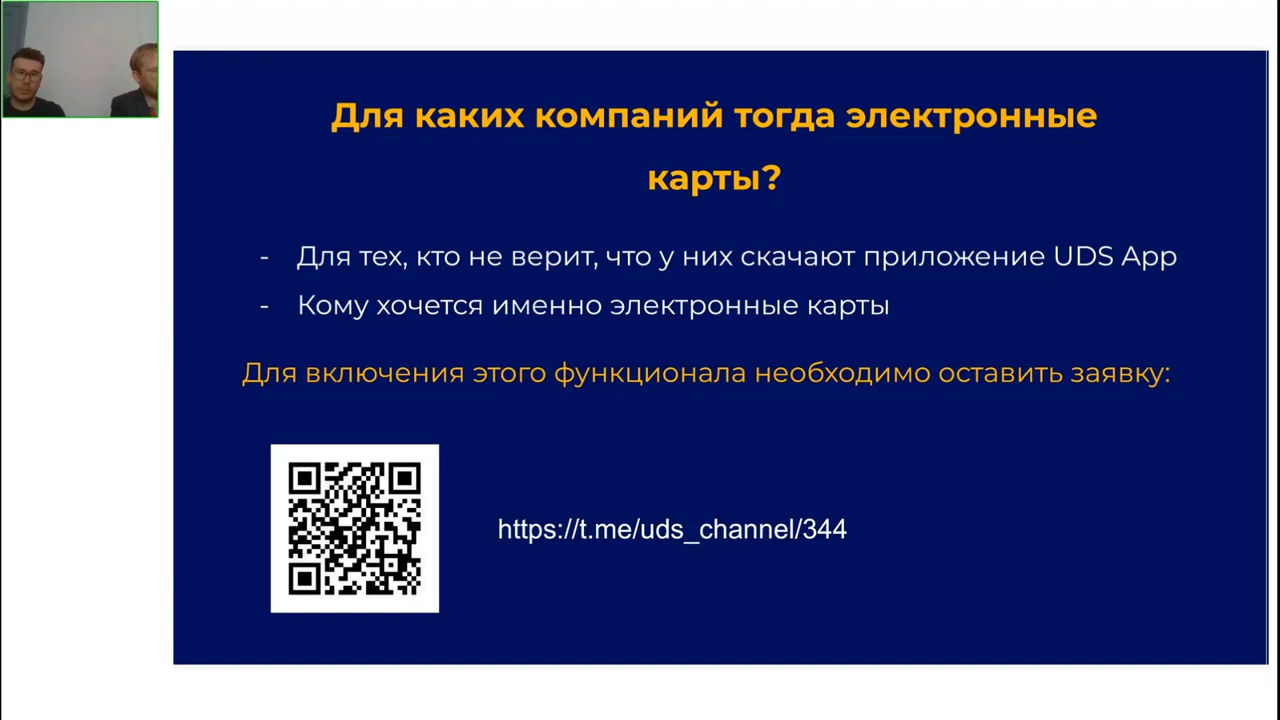 Для каких компаний тогда электронные
карты?
- Для тех, кто не верит, что у них скачают приложение UDS App
- Кому хочется именно электронные карты
Для включения этого функционала необходимо оставить заявку:
https://t.me/uds_channel/344